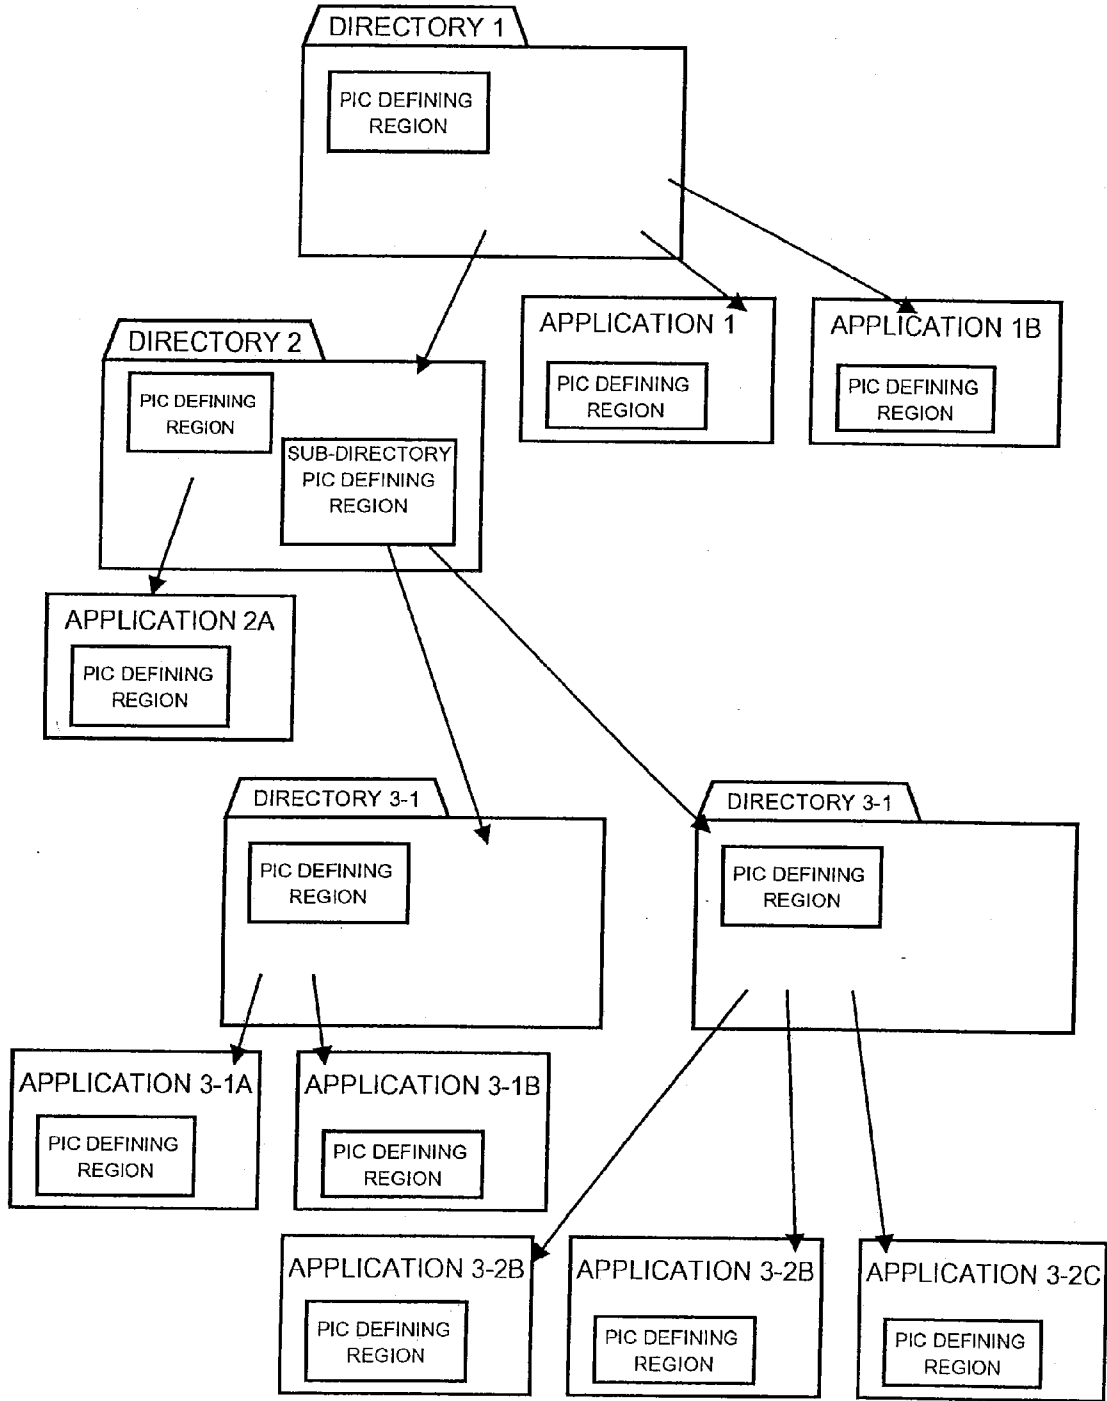 DIRECTORY 1
PIC DEFINING
REGION
APPLICATION 1
PIC DEFINING
REGION
APPLICATION 1B
PIC DEFINING
REGION
DIRECTORY 2
PIC DEFINING
REGION
SUB-DIRECTORY
PIC DEFINING
REGION
APPLICATION 2A
PIC DEFINING
REGION
DIRECTORY 3-1
PIC DEFINING
REGION
DIRECTORY 3-1
PIC DEFINING
REGION
APPLICATION 3-1A
PIC DEFINING
REGION
APPLICATION 3-1B
PIC DEFINING
REGION
APPLICATION 3-2B
PIC DEFINING
REGION
APPLICATION 3-2B
PIC DEFINING
REGION
APPLICATION 3-2C
PIC DEFINING
REGION